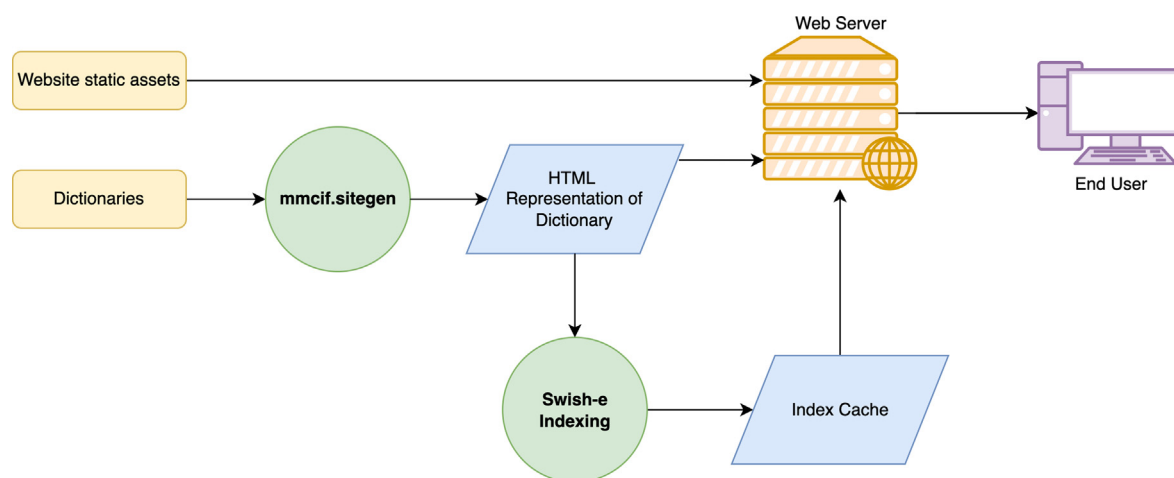 Web Server
Website static assets
Dictionaries
mmcif.sitegen
HTML
Representation of
Dictionary
End User
Swish-e
Indexing
Index Cache